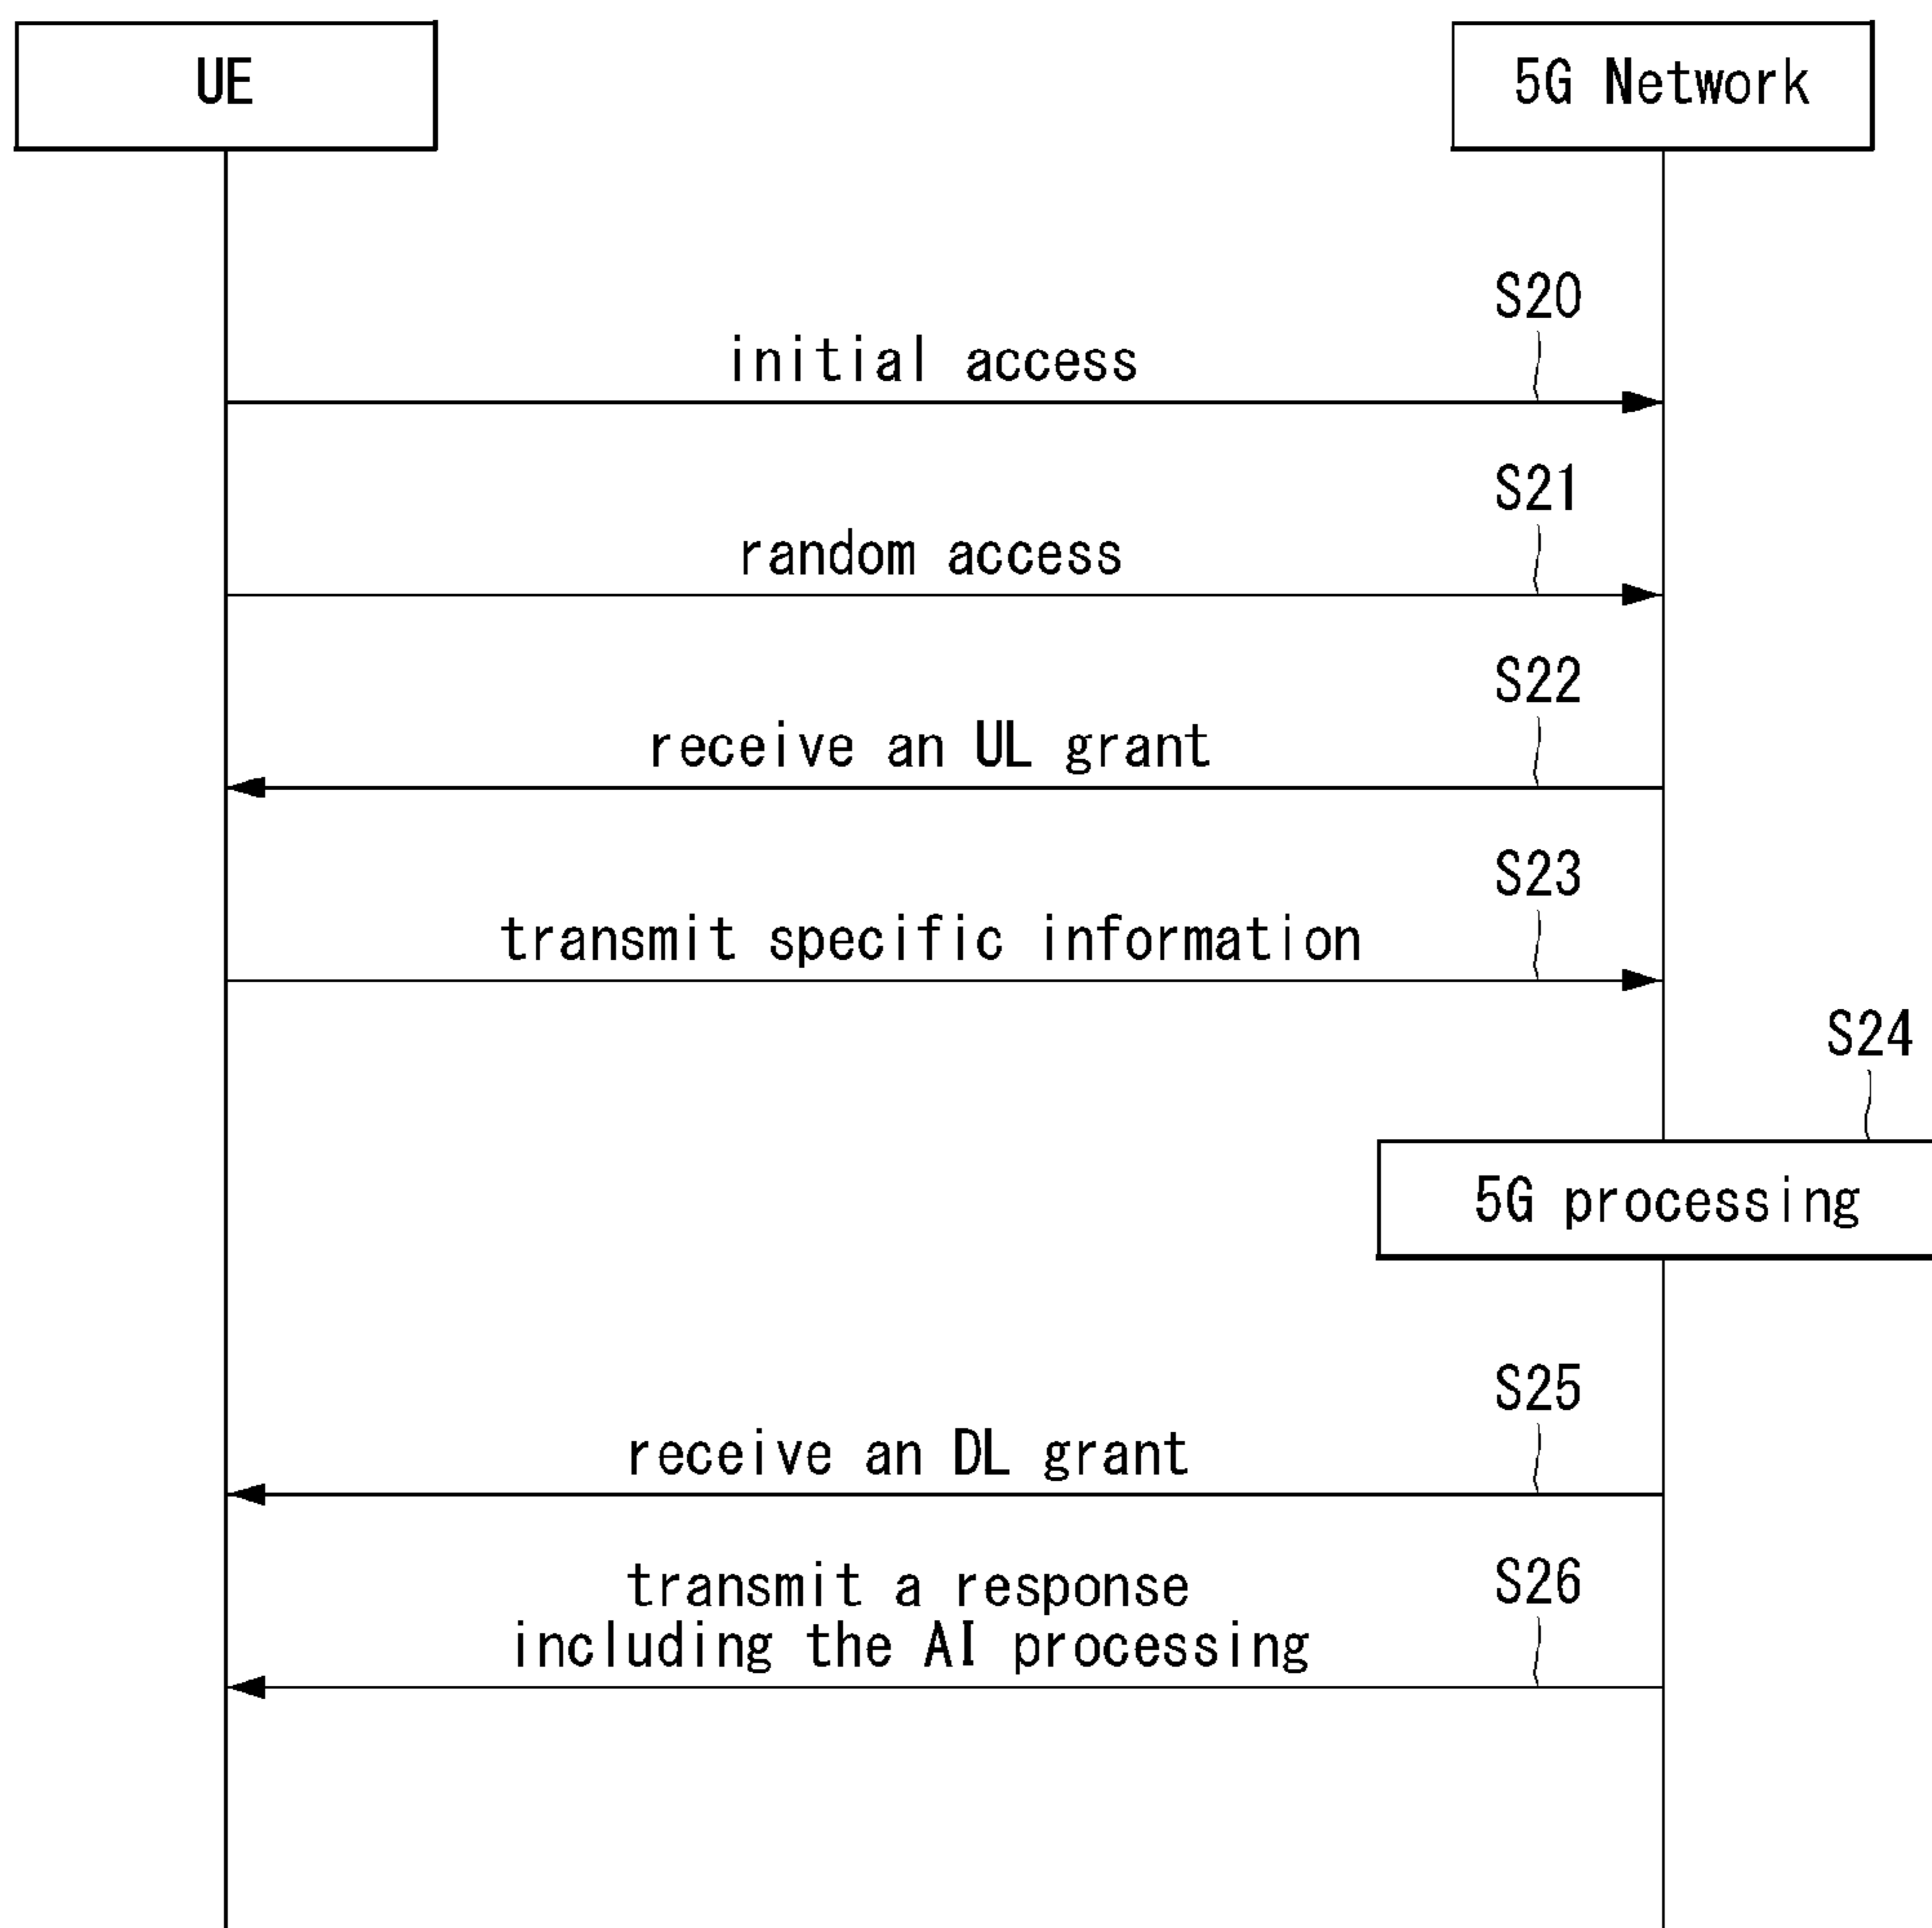 UE
5G Network
S20
initial access
S21
random access
S22
receive an UL grant
S23
transmit specific information
S24
5G processing
S25
receive an DL grant
S26
transmit a response
including the AI processing